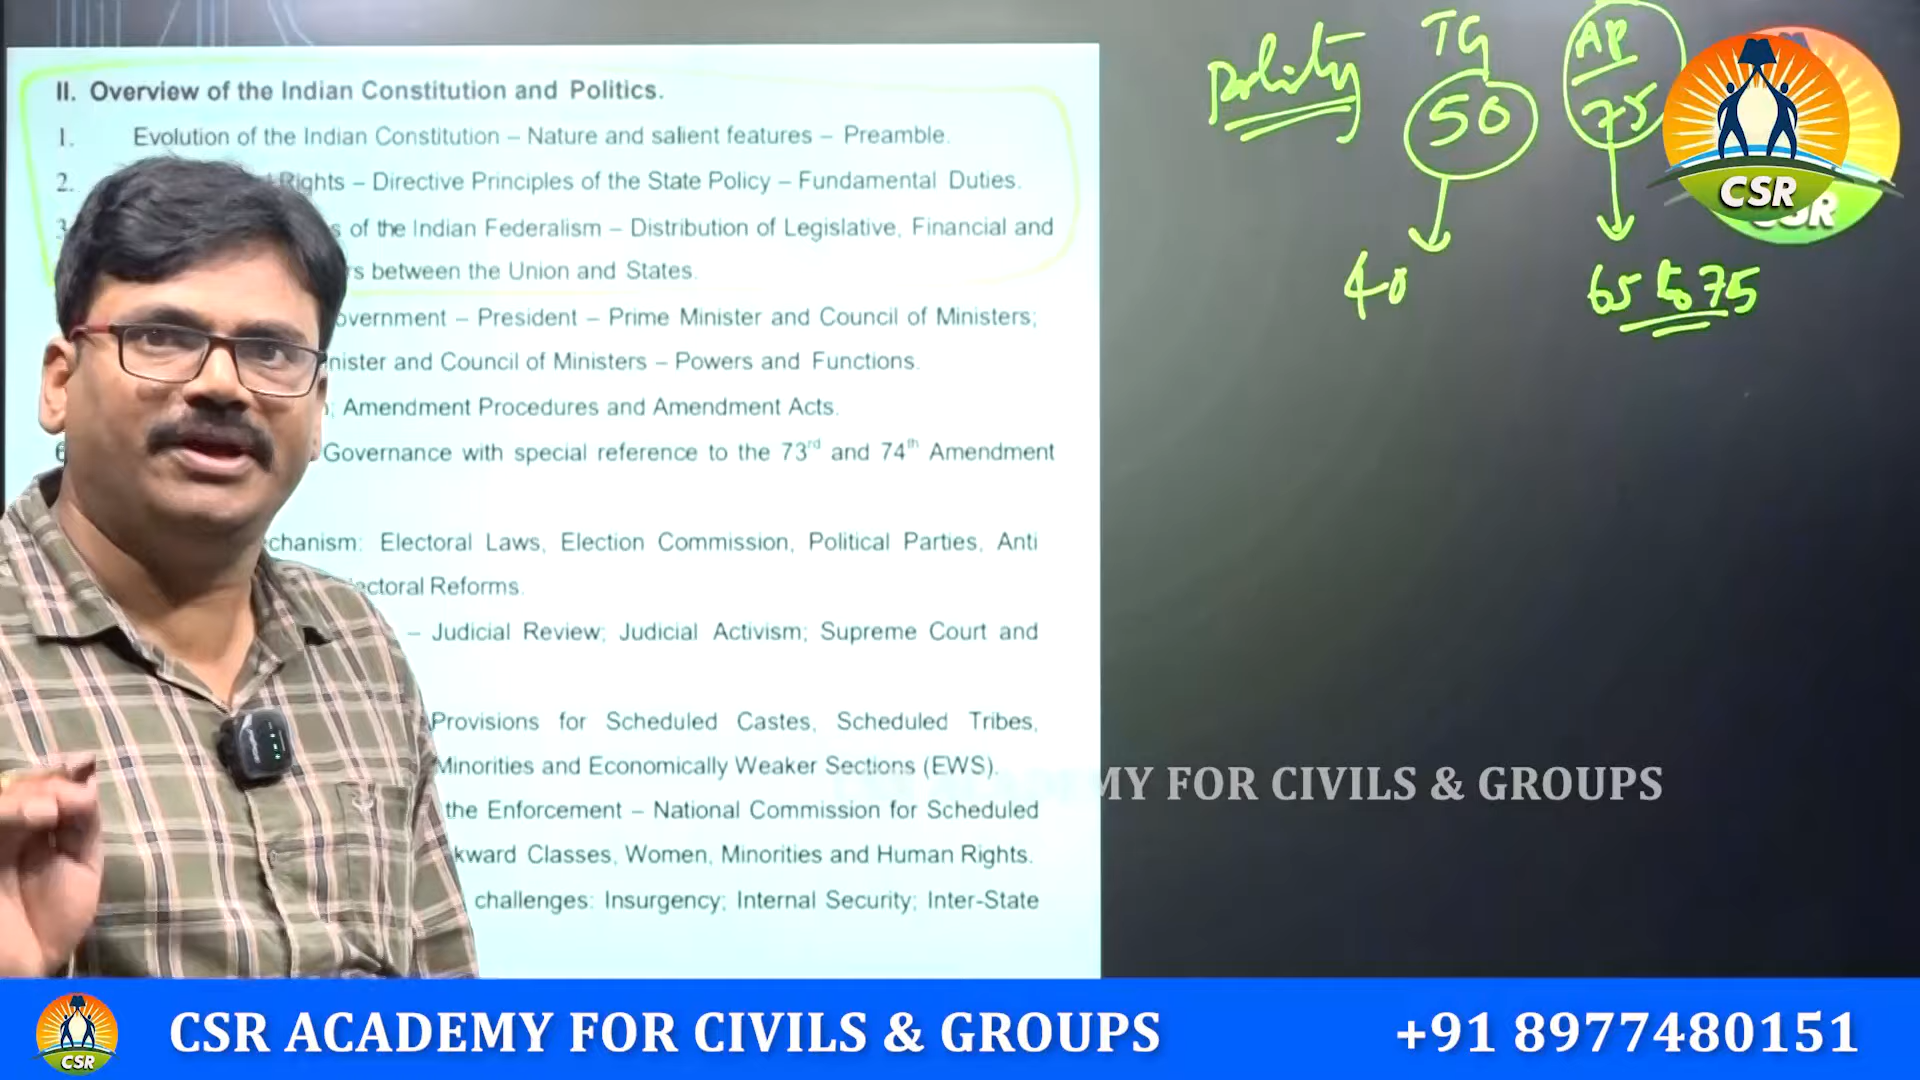 II. Overview of the Indian Constitution and Politics.
1. Evolution of the Indian Constitution – Nature and salient features – Preamble.
2. Rights – Directive Principles of the State Policy – Fundamental Duties.
of the Indian Federalism – Distribution of Legislative, Financial and
between the Union and States.
– President – Prime Minister and Council of Ministers;
and Council of Ministers – Powers and Functions.
; Amendment Procedures and Amendment Acts.
Governance with special reference to the 73rd and 74th Amendment
: Electoral Laws, Election Commission, Political Parties, Anti
Reforms.
– Judicial Review; Judicial Activism; Supreme Court and
Provisions for Scheduled Castes, Scheduled Tribes,
Minorities and Economically Weaker Sections (EWS).
the Enforcement – National Commission for Scheduled
Classes, Women, Minorities and Human Rights.
challenges: Insurgency; Internal Security; Inter-State
Polity TG AP
50 75
40 65 to 75
CSR
CSR
ACADEMY FOR CIVILS & GROUPS
CSR
CSR ACADEMY FOR CIVILS & GROUPS +91 8977480151